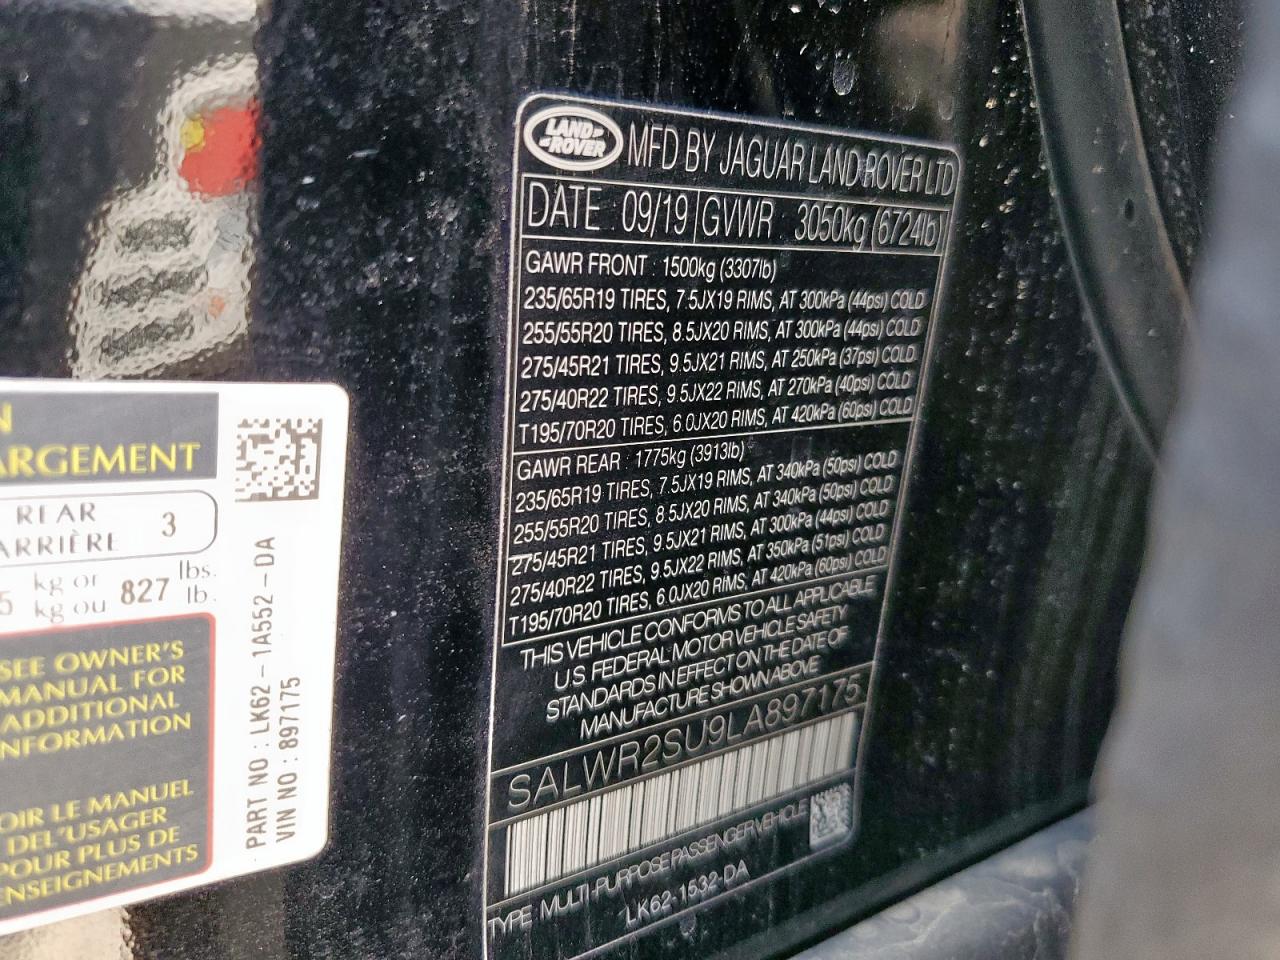 LAND
ROVER
MFD BY JAGUAR LAND ROVER LTD
DATE : 09/19 GVWR : 3050kg (6724lb)
GAWR FRONT : 1500kg (3307lb)
235/65R19 TIRES, 7.5JX19 RIMS, AT 300kPa (44psi) COLD
255/55R20 TIRES, 8.5JX20 RIMS, AT 300kPa (44psi) COLD
275/45R21 TIRES, 9.5JX21 RIMS, AT 250kPa (37psi) COLD
275/40R22 TIRES, 9.5JX22 RIMS, AT 270kPa (40psi) COLD
T195/70R20 TIRES, 6.0JX20 RIMS, AT 420kPa (60psi) COLD
GAWR REAR : 1775kg (3913lb)
235/65R19 TIRES, 7.5JX19 RIMS, AT 340kPa (50psi) COLD
255/55R20 TIRES, 8.5JX20 RIMS, AT 340kPa (50psi) COLD
275/45R21 TIRES, 9.5JX21 RIMS, AT 300kPa (44psi) COLD
275/40R22 TIRES, 9.5JX22 RIMS, AT 350kPa (51psi) COLD
T195/70R20 TIRES, 6.0JX20 RIMS, AT 420kPa (60psi) COLD
THIS VEHICLE CONFORMS TO ALL APPLICABLE
U.S. FEDERAL MOTOR VEHICLE SAFETY
STANDARDS IN EFFECT ON THE DATE OF
MANUFACTURE SHOWN ABOVE
SALWR2SU9LA897175
TYPE: MULTI-PURPOSE PASSENGER VEHICLE
LK62-1532-DA
N
ARGEMENT
REAR
ARRIÈRE 3
5 kg or 827 lbs.
kg ou lb.
SEE OWNER'S
MANUAL FOR
ADDITIONAL
NFORMATION
OIR LE MANUEL
DEL'USAGER
POUR PLUS DE
ENSEIGNEMENTS
PART NO : LK62-1A552-DA
VIN NO : 897175